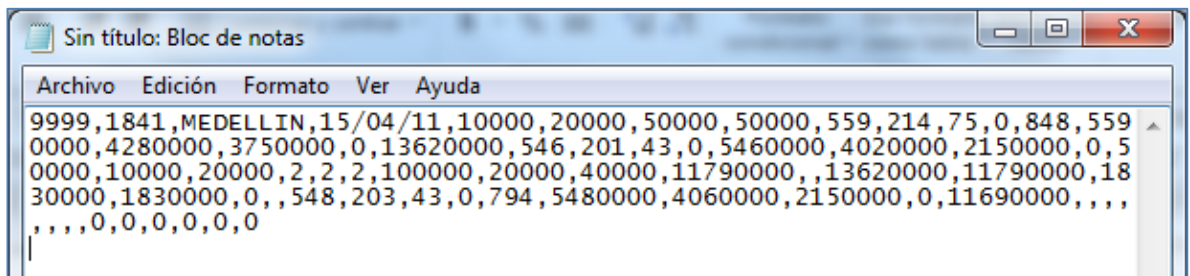 Sin título: Bloc de notas
Archivo Edición Formato Ver Ayuda
9999,1841,MEDELLIN,15/04/11,10000,20000,50000,50000,559,214,75,0,848,559
0000,4280000,3750000,0,13620000,546,201,43,0,5460000,4020000,2150000,0,5
0000,10000,20000,2,2,2,100000,20000,40000,11790000,,13620000,11790000,18
30000,1830000,0,,548,203,43,0,794,5480000,4060000,2150000,0,11690000,,,,
,,,,0,0,0,0,0,0